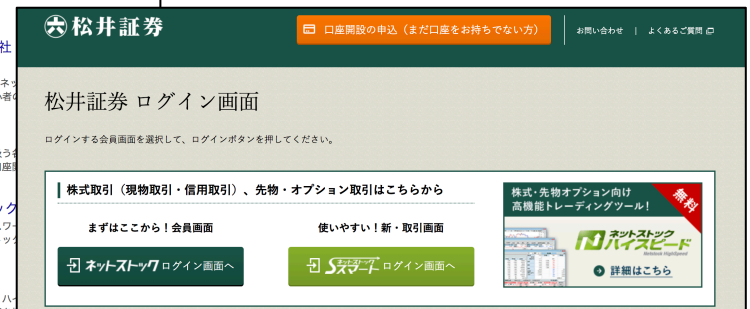 松井証券
口座開設の申込（まだ口座をお持ちでない方）
お問い合わせ | よくあるご質問
社
ネッ
松井証券 ログイン画面
ログインする会員画面を選択して、ログインボタンを押してください。
株式取引（現物取引・信用取引）、先物・オプション取引はこちらから
まずはここから！会員画面
ネットストック ログイン画面へ
使いやすい！新・取引画面
ネットストック
スマート ログイン画面へ
株式・先物オプション向け
高機能トレーディングツール！
無料
ネットストック
ハイスピード
Netstock HighSpeed
詳細はこちら